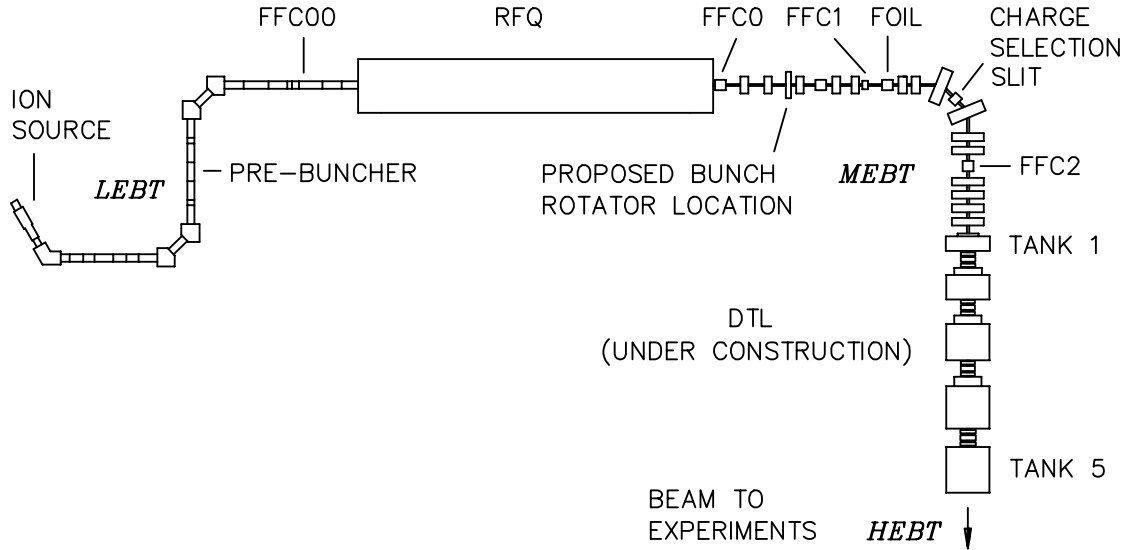 FFC00
RFQ
FFC0
FFC1
FOIL
CHARGE
SELECTION
SLIT
ION
SOURCE
LEBT
PRE-BUNCHER
PROPOSED BUNCH
ROTATOR LOCATION
MEBT
FFC2
TANK 1
DTL
(UNDER CONSTRUCTION)
TANK 5
BEAM TO
EXPERIMENTS
HEBT